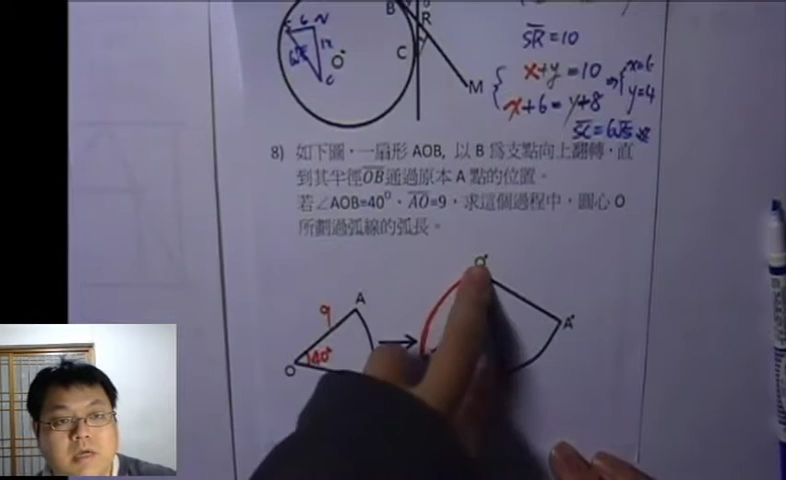 B
R
C
M
O
SR=10
x+y=10
x=6
x+6=y+8
y=4
SC=6√5
8) 如下圖,一扇形 AOB, 以 B 為支點向上翻轉,直
到其半徑OB通過原本 A 點的位置。
若∠AOB=40°,AO=9,求這個過程中,圓心 O
所劃過弧線的弧長。
O'
A
9
A'
40°
O